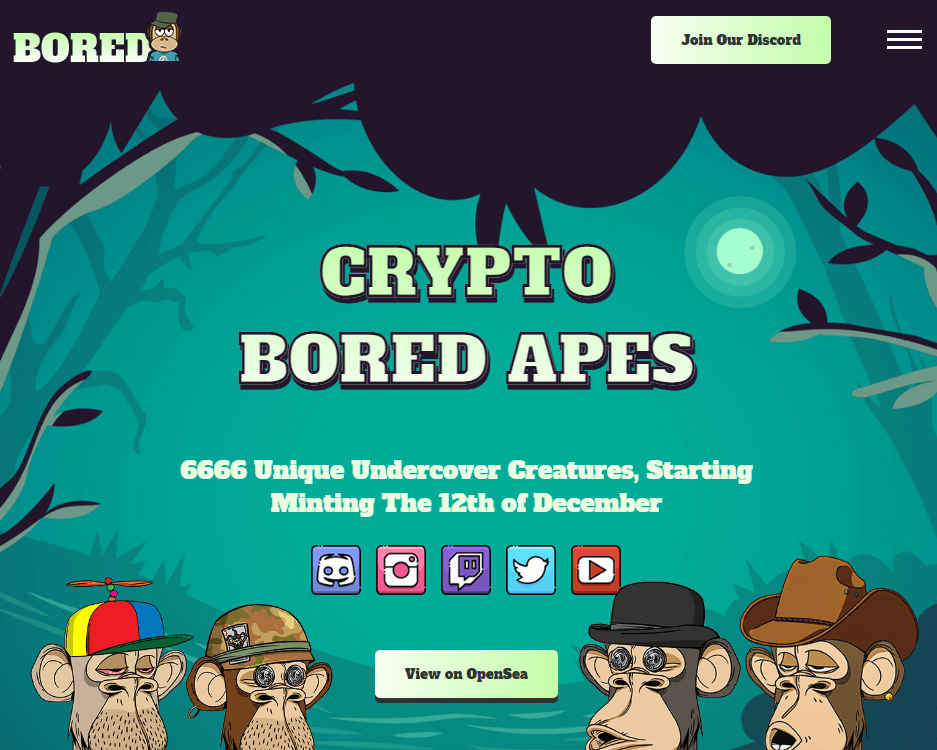 BORED
Join Our Discord
CRYPTO
BORED APES
6666 Unique Undercover Creatures, Starting
Minting The 12th of December
View on OpenSea